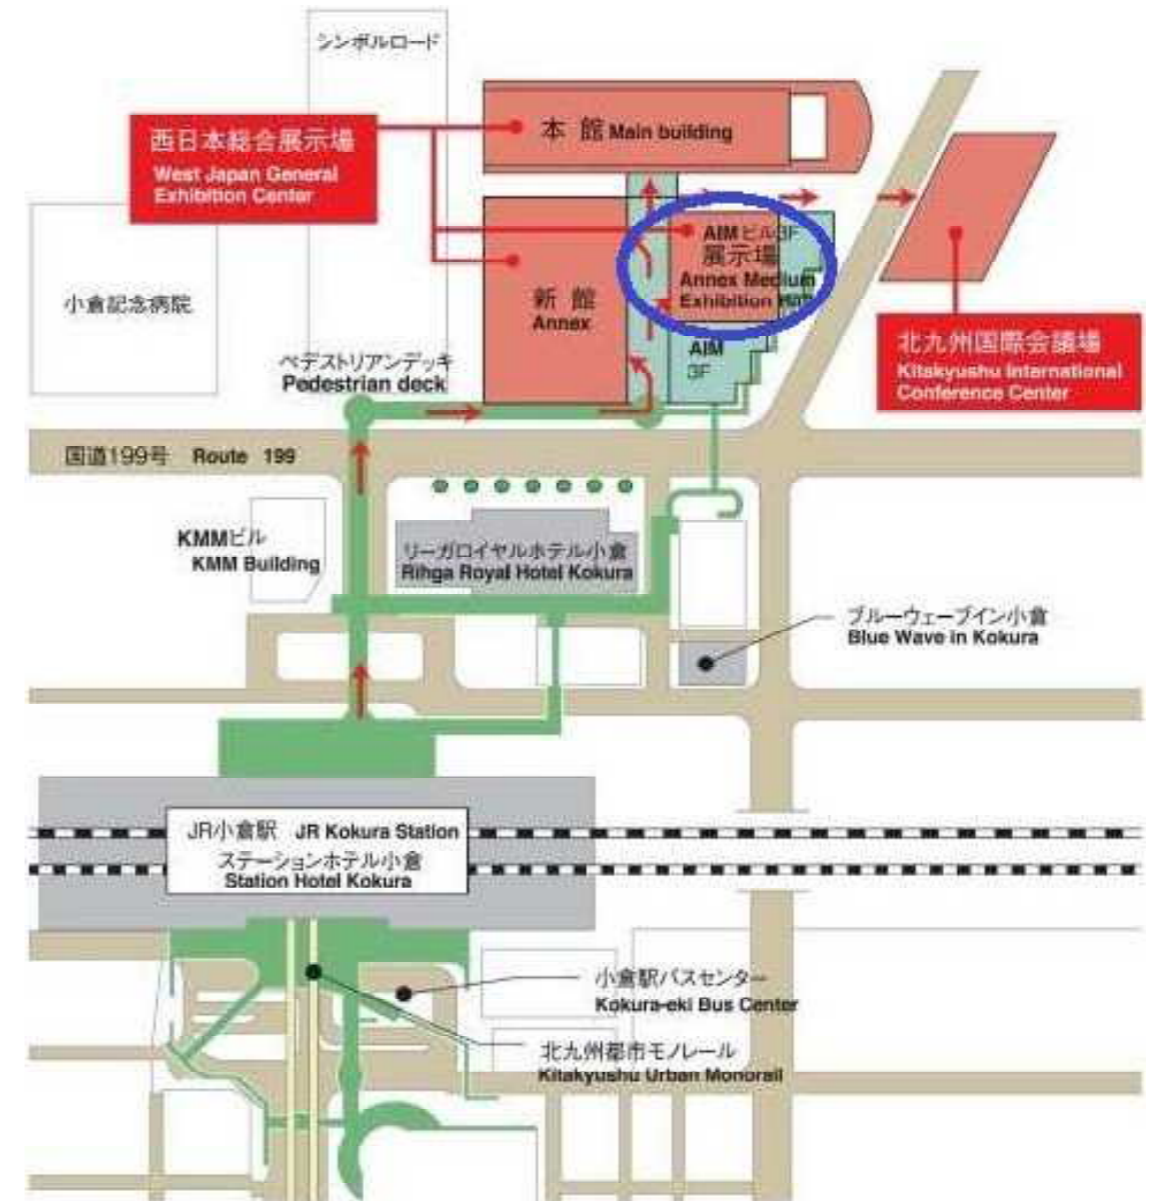 シンボルロード
本館 Main building
西日本総合展示場
West Japan General
Exhibition Center
AIMビル3F
展示場
Annex Medium
Exhibition Hall
小倉記念病院
新館
Annex
北九州国際会議場
Kitakyushu International
Conference Center
AIM
3F
ペデストリアンデッキ
Pedestrian deck
国道199号 Route 199
KMMビル
KMM Building
リーガロイヤルホテル小倉
Rihga Royal Hotel Kokura
ブルーウェーブイン小倉
Blue Wave in Kokura
JR小倉駅 JR Kokura Station
ステーションホテル小倉
Station Hotel Kokura
小倉駅バスセンター
Kokura-eki Bus Center
北九州都市モノレール
Kitakyushu Urban Monorail